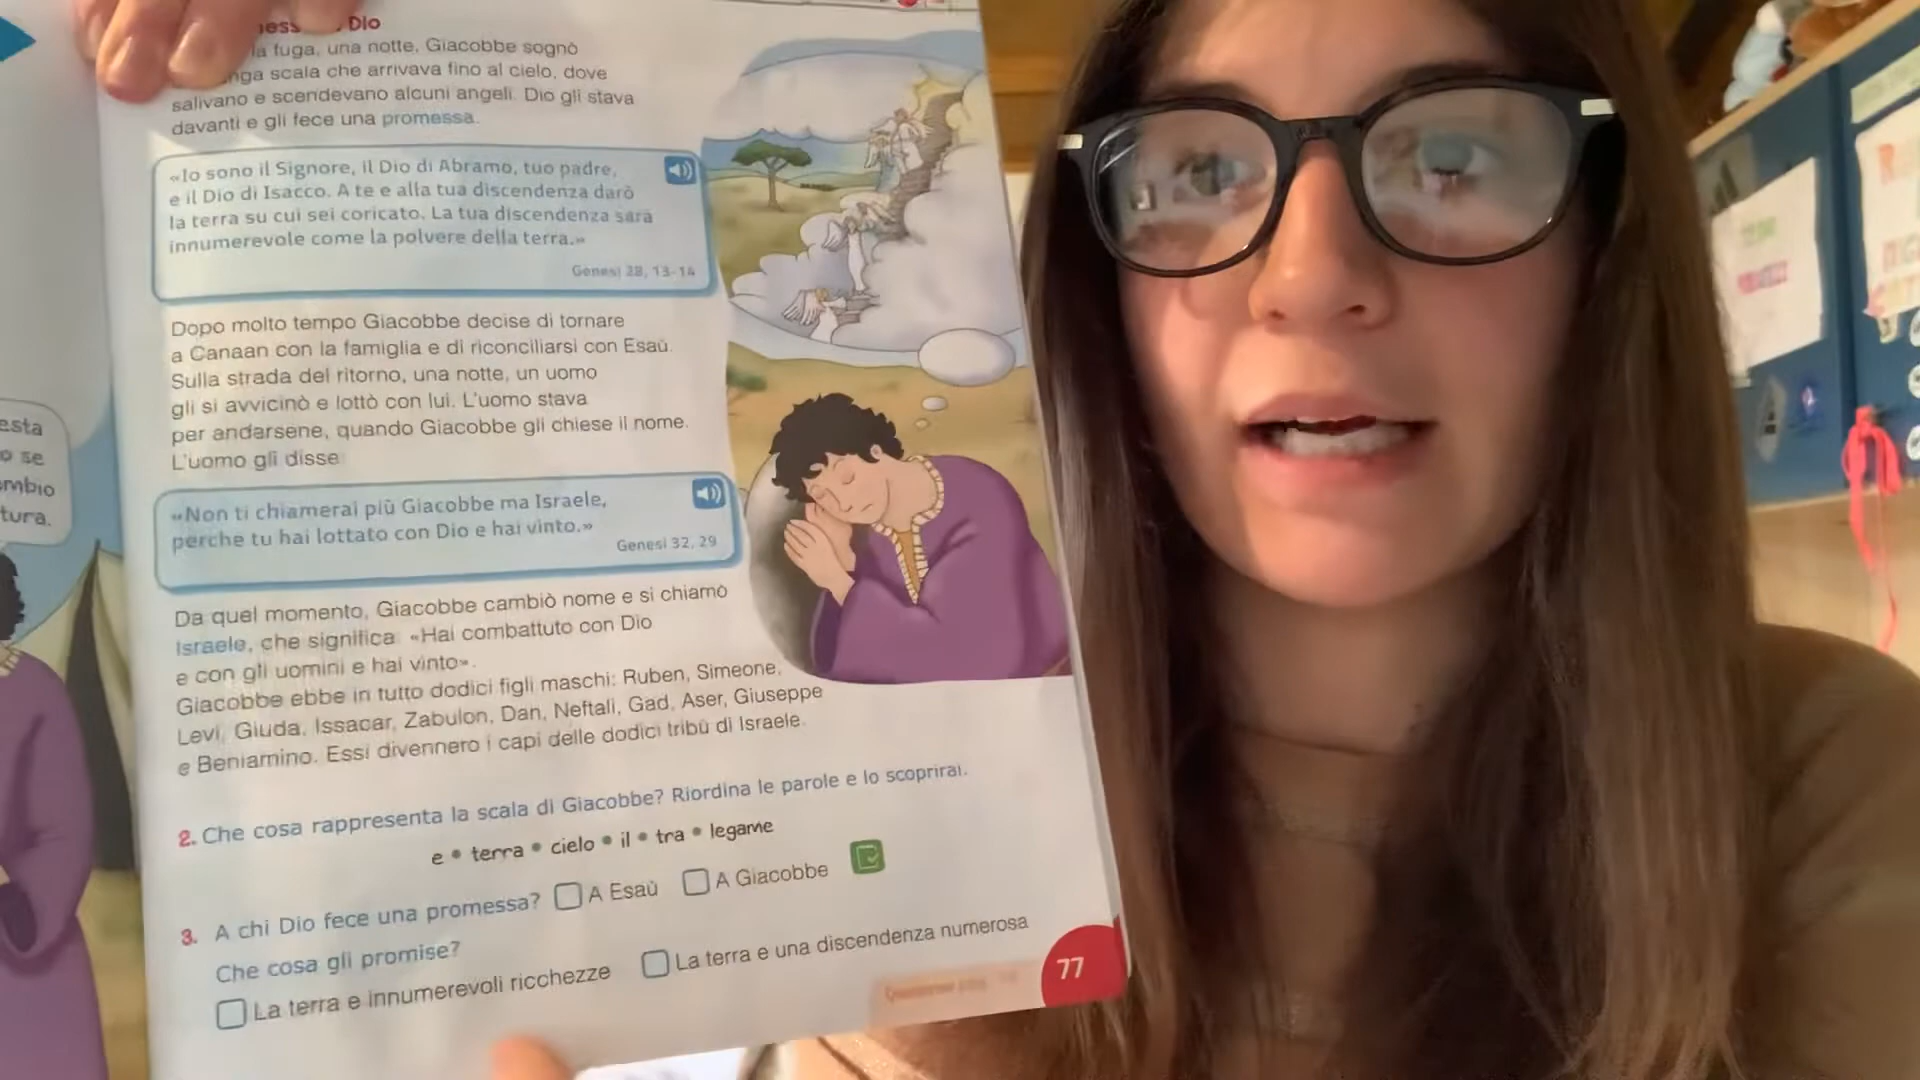 Dio
la fuga, una notte, Giacobbe sognò
scala che arrivava fino al cielo, dove
salivano e scendevano alcuni angeli. Dio gli stava
davanti e gli fece una promessa.
«Io sono il Signore, il Dio di Abramo, tuo padre,
e il Dio di Isacco. A te e alla tua discendenza darò
la terra su cui sei coricato. La tua discendenza sarà
innumerevole come la polvere della terra.»
Genesi 28, 13-14
Dopo molto tempo Giacobbe decise di tornare
a Canaan con la famiglia e di riconciliarsi con Esaù.
Sulla strada del ritorno, una notte, un uomo
gli si avvicinò e lottò con lui. L'uomo stava
per andarsene, quando Giacobbe gli chiese il nome.
L'uomo gli disse:
«Non ti chiamerai più Giacobbe ma Israele,
perché tu hai lottato con Dio e hai vinto.»
Genesi 32, 29
Da quel momento, Giacobbe cambiò nome e si chiamò
Israele, che significa: «Hai combattuto con Dio
e con gli uomini e hai vinto».
Giacobbe ebbe in tutto dodici figli maschi: Ruben, Simeone,
Levi, Giuda, Issacar, Zabulon, Dan, Neftali, Gad, Aser, Giuseppe
e Beniamino. Essi divennero i capi delle dodici tribù di Israele.
2. Che cosa rappresenta la scala di Giacobbe? Riordina le parole e lo scoprirai.
e • terra • cielo • il • tra • legame
3. A chi Dio fece una promessa? A Esaù A Giacobbe
Che cosa gli promise?
La terra e innumerevoli ricchezze La terra e una discendenza numerosa
77
esta
o se
mbio
tura.